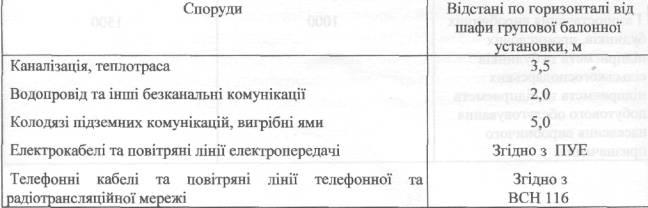 Споруди
Відстані по горизонталі від
шафи групової балонної
установки, м
Каналізація, теплотраса
3,5
Водопровід та інші безканальні комунікації
2,0
Колодязі підземних комунікацій, вигрібні ями
5,0
Електрокабелі та повітряні лінії електропередачі
Згідно з ПУЕ
Телефонні кабелі та повітряні лінії телефонної та
радіотрансляційної мережі
Згідно з
ВСН 116